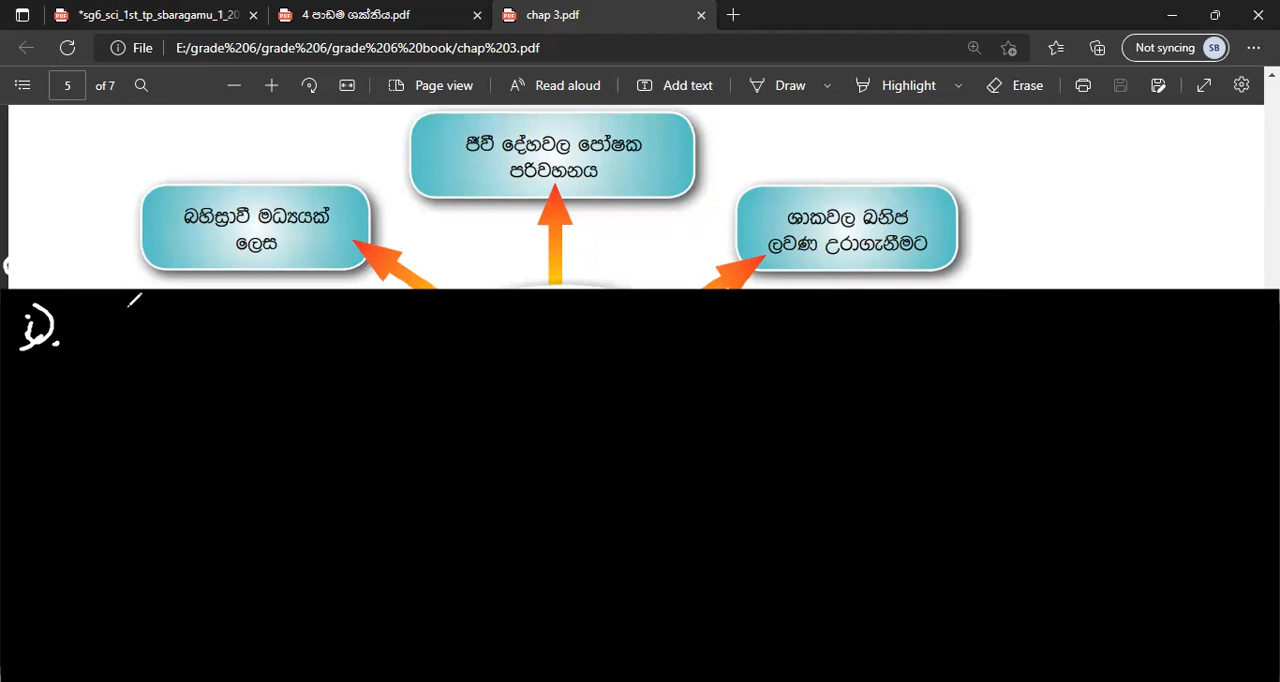 *sg6_sci_1st_tp_sbaragamu_1_20
4 පාඩම ශක්තිය.pdf
chap 3.pdf
File
E:/grade%206/grade%206/grade%206%20book/chap%203.pdf
Not syncing
SB
5
of 7
Page view
Read aloud
Add text
Draw
Highlight
Erase
ජීවී දේහවල පෝෂක
පරිවහනය
බහිස්‍රාවී මධ්‍යයක්
ලෙස
ශාකවල ඛනිජ
ලවණ උරාගැනීමට